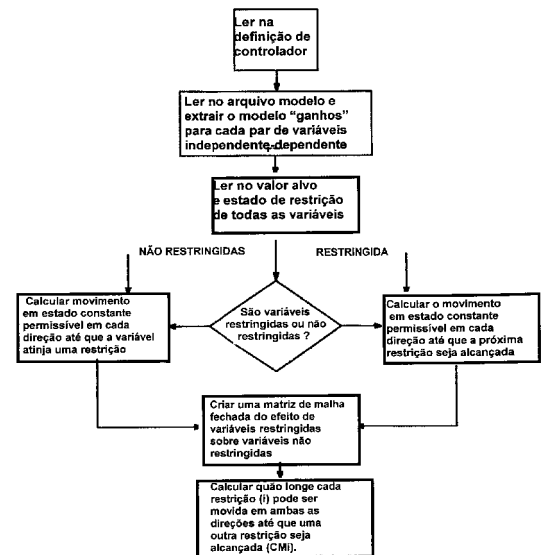 Ler na
definição de
controlador
Ler no arquivo modelo e
extrair o modelo “ganhos”
para cada par de variáveis
independente-dependente
Ler no valor alvo
e estado de restrição
de todas as variáveis
NÃO RESTRINGIDAS
RESTRINGIDA
Calcular movimento
em estado constante
permissível em cada
direção até que a variável
atinja uma restrição
São variáveis
restringidas ou não
restringidas ?
Calcular o movimento
em estado constante
permissível em cada
direção até que a próxima
restrição seja alcançada
Criar uma matriz de malha
fechada do efeito de
variáveis restringidas
sobre variáveis não
restringidas
Calcular quão longe cada
restrição (i) pode ser
movida em ambas as
direções até que uma
outra restrição seja
alcançada (CMi).